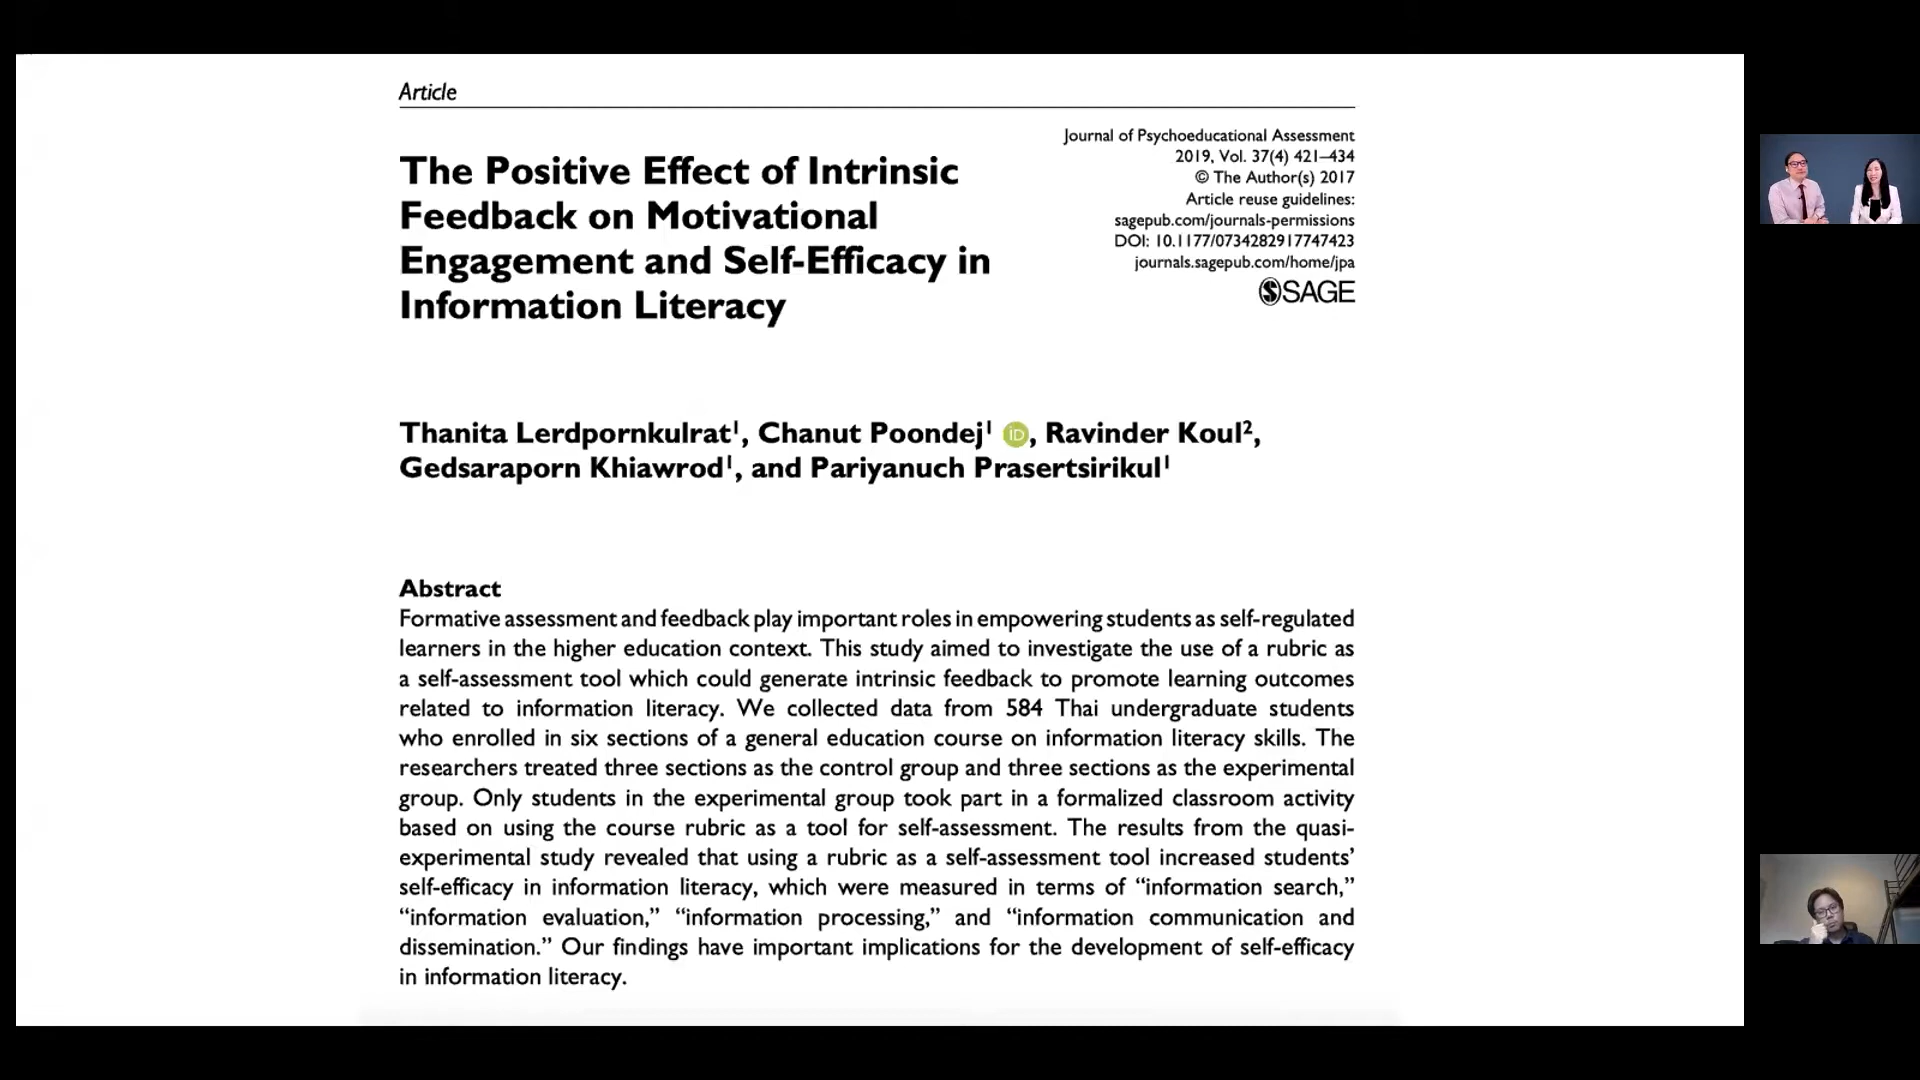 Article
The Positive Effect of Intrinsic
Feedback on Motivational
Engagement and Self-Efficacy in
Information Literacy
Journal of Psychoeducational Assessment
2019, Vol. 37(4) 421–434
© The Author(s) 2017
Article reuse guidelines:
sagepub.com/journals-permissions
DOI: 10.1177/0734282917747423
journals.sagepub.com/home/jpa
SAGE
Thanita Lerdpornkulrat¹, Chanut Poondej¹ iD, Ravinder Koul²,
Gedsaraporn Khiawrod¹, and Pariyanuch Prasertsirikul¹
Abstract
Formative assessment and feedback play important roles in empowering students as self-regulated
learners in the higher education context. This study aimed to investigate the use of a rubric as
a self-assessment tool which could generate intrinsic feedback to promote learning outcomes
related to information literacy. We collected data from 584 Thai undergraduate students
who enrolled in six sections of a general education course on information literacy skills. The
researchers treated three sections as the control group and three sections as the experimental
group. Only students in the experimental group took part in a formalized classroom activity
based on using the course rubric as a tool for self-assessment. The results from the quasi-
experimental study revealed that using a rubric as a self-assessment tool increased students’
self-efficacy in information literacy, which were measured in terms of “information search,”
“information evaluation,” “information processing,” and “information communication and
dissemination.” Our findings have important implications for the development of self-efficacy
in information literacy.